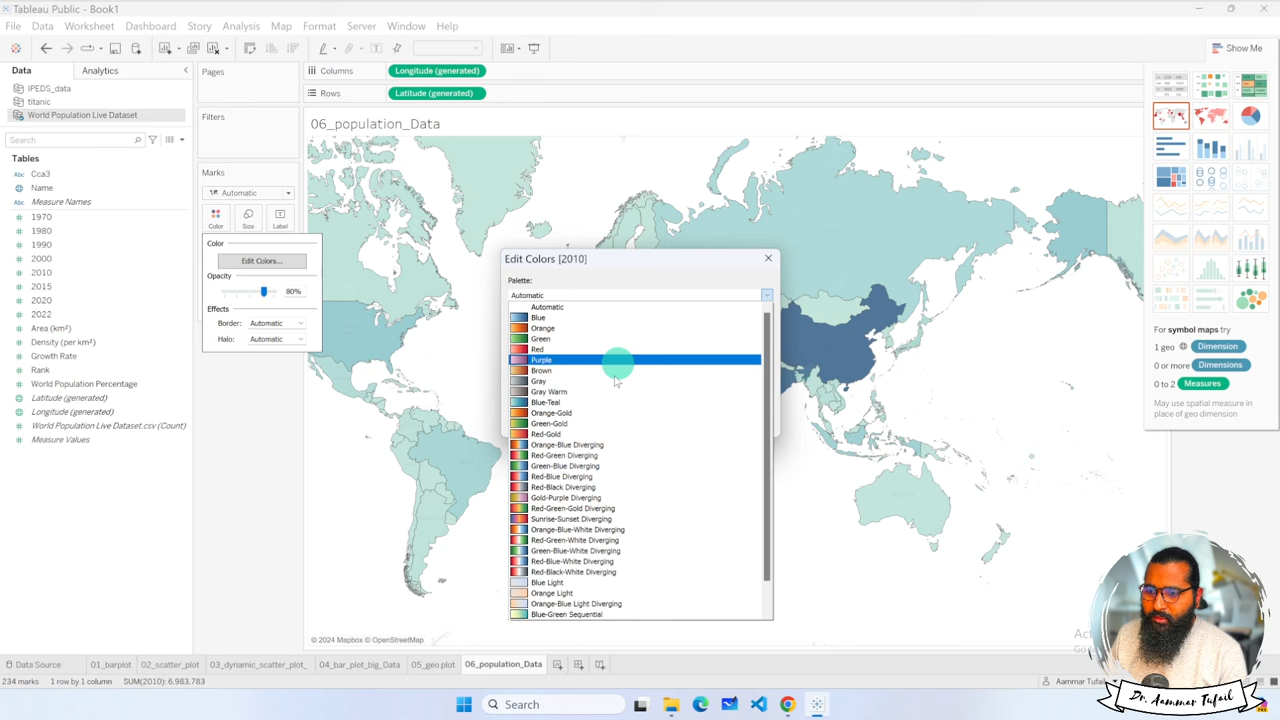 Tableau Public - Book1
File Data Worksheet Dashboard Story Analysis Map Format Server Window Help
Show Me
Data Analytics
IPEDS_data
titanic
World Population Live Dataset
Search
Tables
Abc Cca3
Name
Measure Names
1970
1980
1990
2000
2010
2015
2020
2022
Area (km²)
Density (per km²)
Growth Rate
Rank
World Population Percentage
Latitude (generated)
Longitude (generated)
World Population Live Dataset.csv (Count)
Measure Values
Pages
Filters
Marks
Automatic
Color Size Label
Color
Edit Colors...
Opacity
80%
Effects
Border: Automatic
Halo: Automatic
Columns Longitude (generated)
Rows Latitude (generated)
06_population_Data
Edit Colors [2010]
Palette:
Automatic
Automatic
Blue
Orange
Green
Red
Purple
Brown
Gray
Gray Warm
Blue-Teal
Orange-Gold
Green-Gold
Red-Gold
Orange-Blue Diverging
Red-Green Diverging
Green-Blue Diverging
Red-Blue Diverging
Red-Black Diverging
Gold-Purple Diverging
Red-Green-Gold Diverging
Sunrise-Sunset Diverging
Orange-Blue-White Diverging
Red-Green-White Diverging
Green-Blue-White Diverging
Red-Blue-White Diverging
Red-Black-White Diverging
Blue Light
Orange Light
Orange-Blue Light Diverging
Blue-Green Sequential
For symbol maps try
1 geo Dimension
0 or more Dimensions
0 to 2 Measures
May use spatial measure in
place of geo dimension
© 2024 Mapbox © OpenStreetMap
Data Source 01_barplot 02_scatter_plot 03_dynamic_scatter_plot_ 04_bar_plot_big_Data 05_geo plot 06_population_Data
234 marks 1 row by 1 column SUM(2010): 6,983,783
Aammar Tufail
Search
Dr. Aammar Tufail